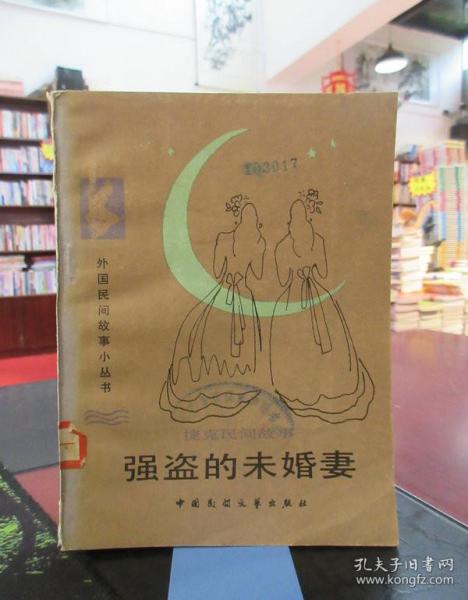 103017
外国民间故事小丛书
捷克民间故事
强盗的未婚妻
中国民间文艺出版社
孔夫子旧书网
www.kongfz.com